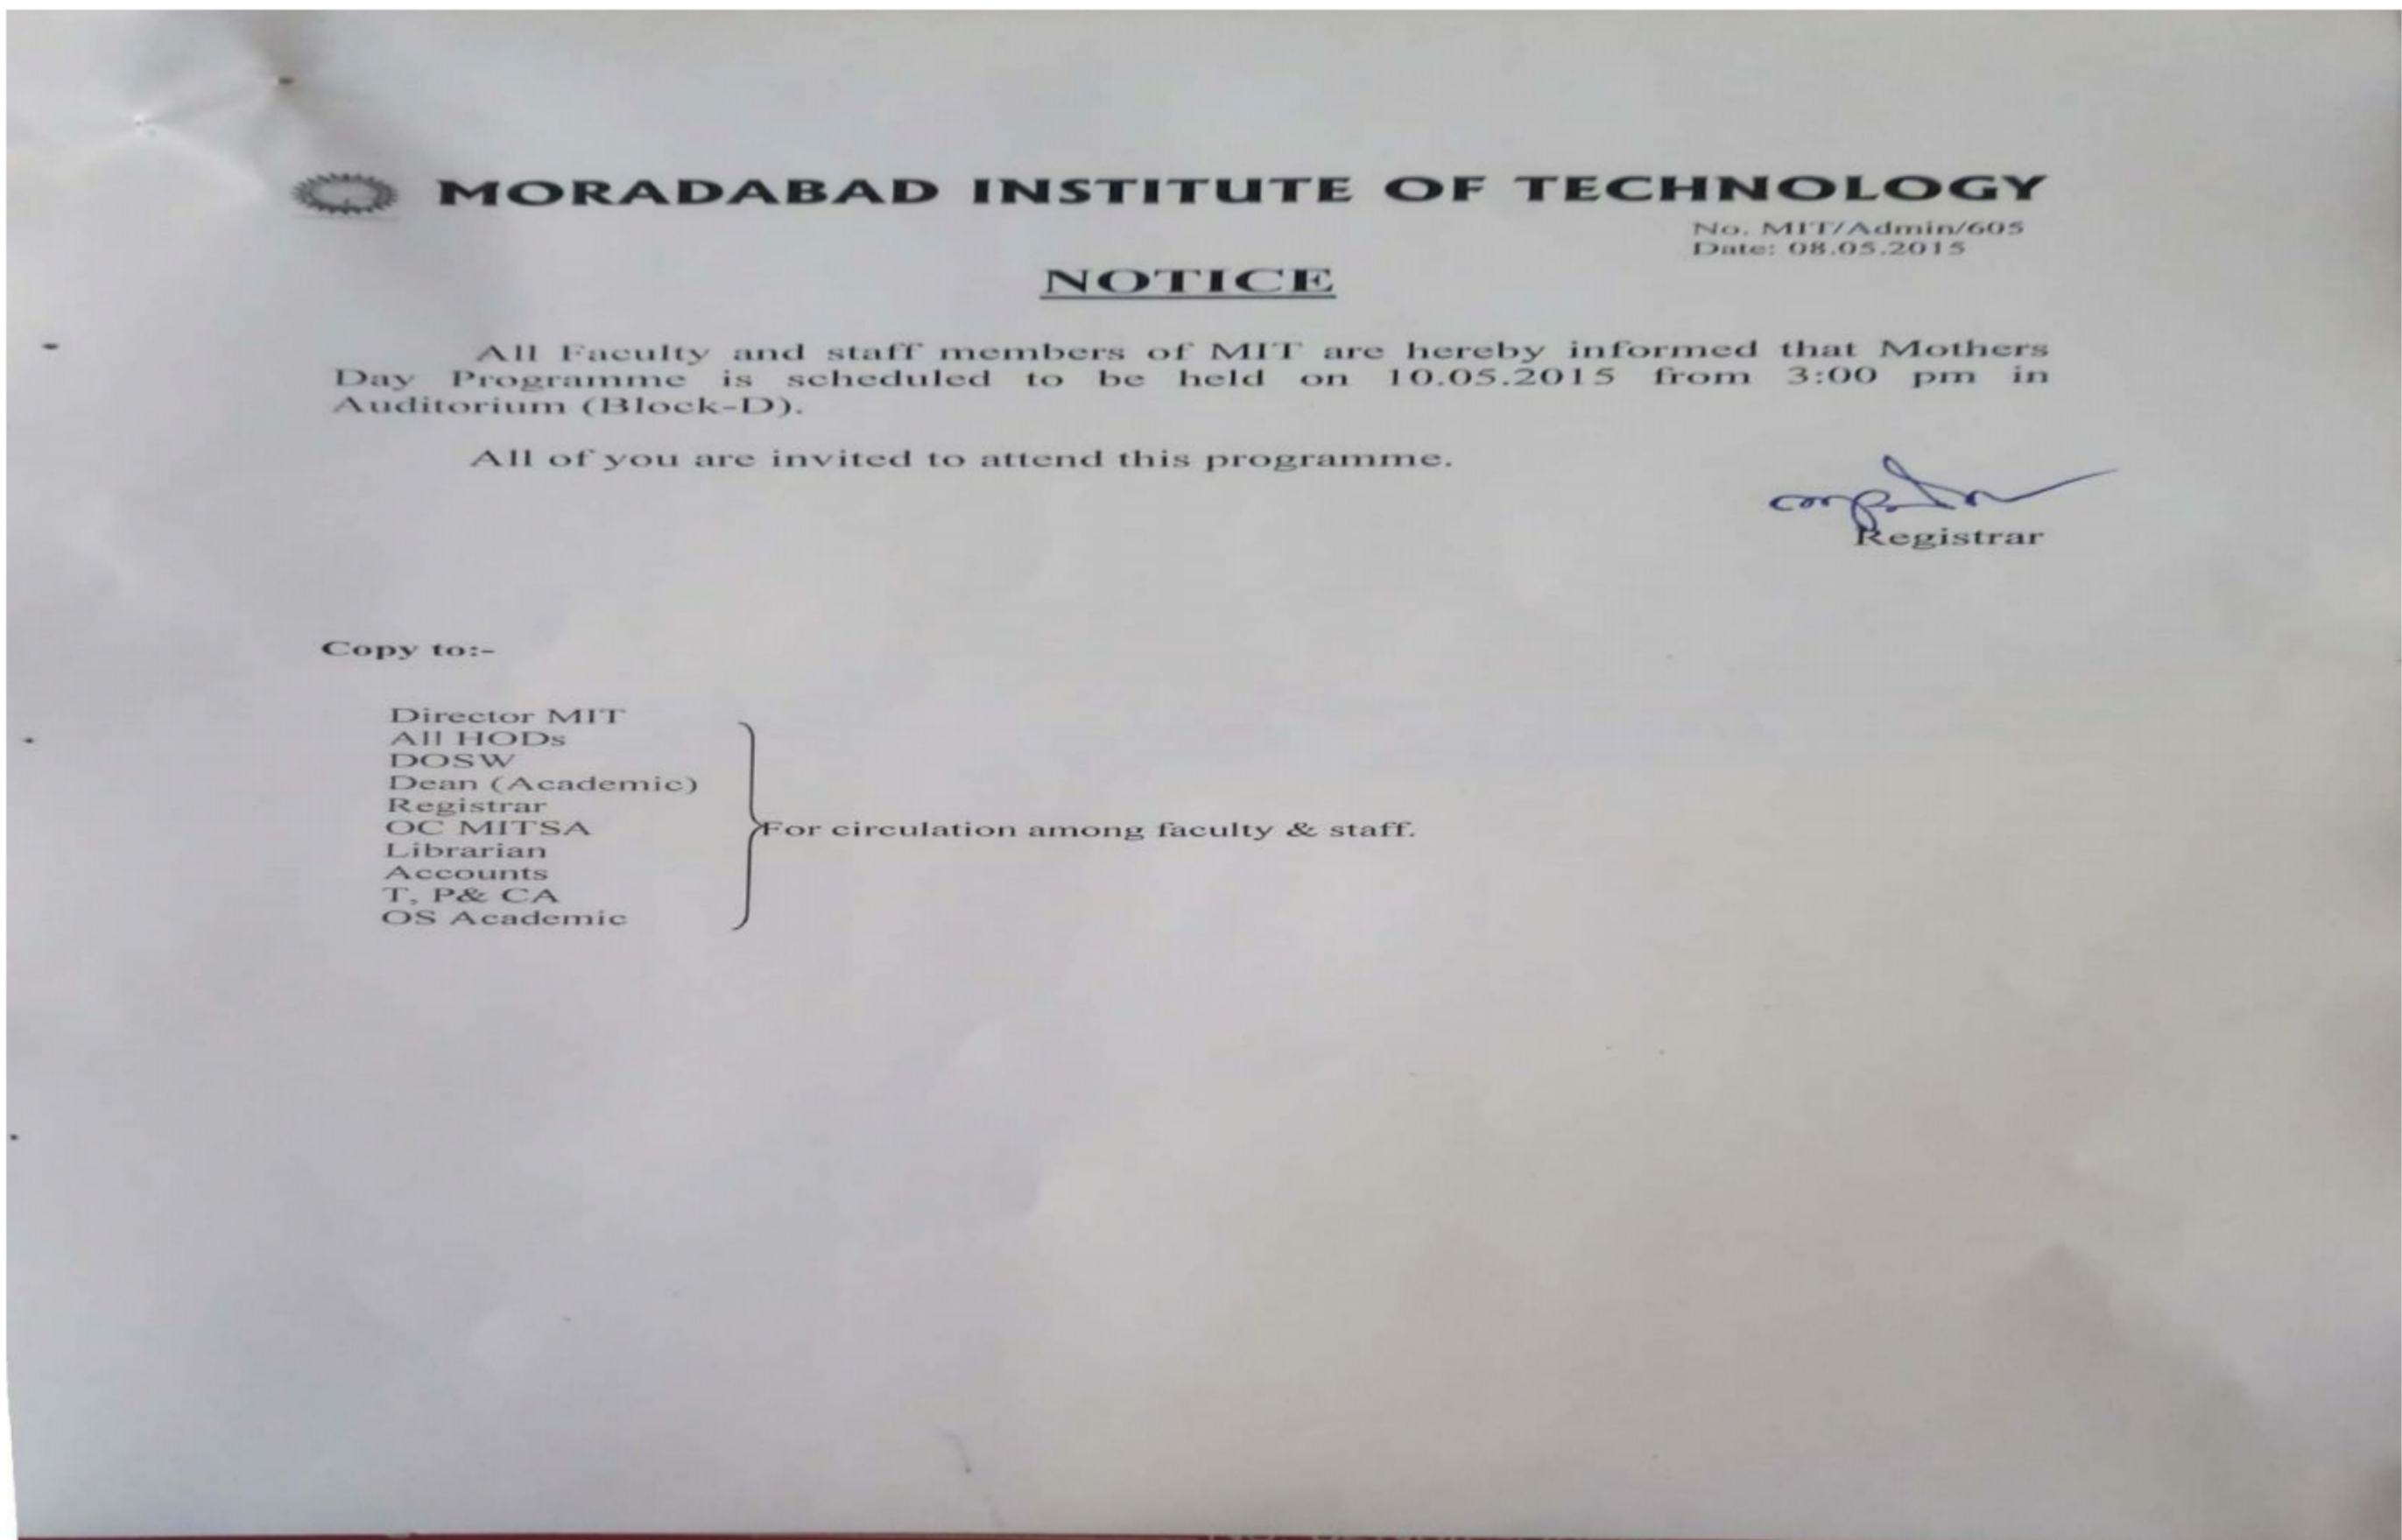 MORADABAD INSTITUTE OF TECHNOLOGY
No. MIT/Admin/605
Date: 08.05.2015
NOTICE
All Faculty and staff members of MIT are hereby informed that Mothers
Day Programme is scheduled to be held on 10.05.2015 from 3:00 pm in
Auditorium (Block-D).
All of you are invited to attend this programme.
Registrar
Copy to:-
Director MIT
All HODs
DOSW
Dean (Academic)
Registrar
OC MITSA
For circulation among faculty & staff.
Librarian
Accounts
T, P& CA
OS Academic